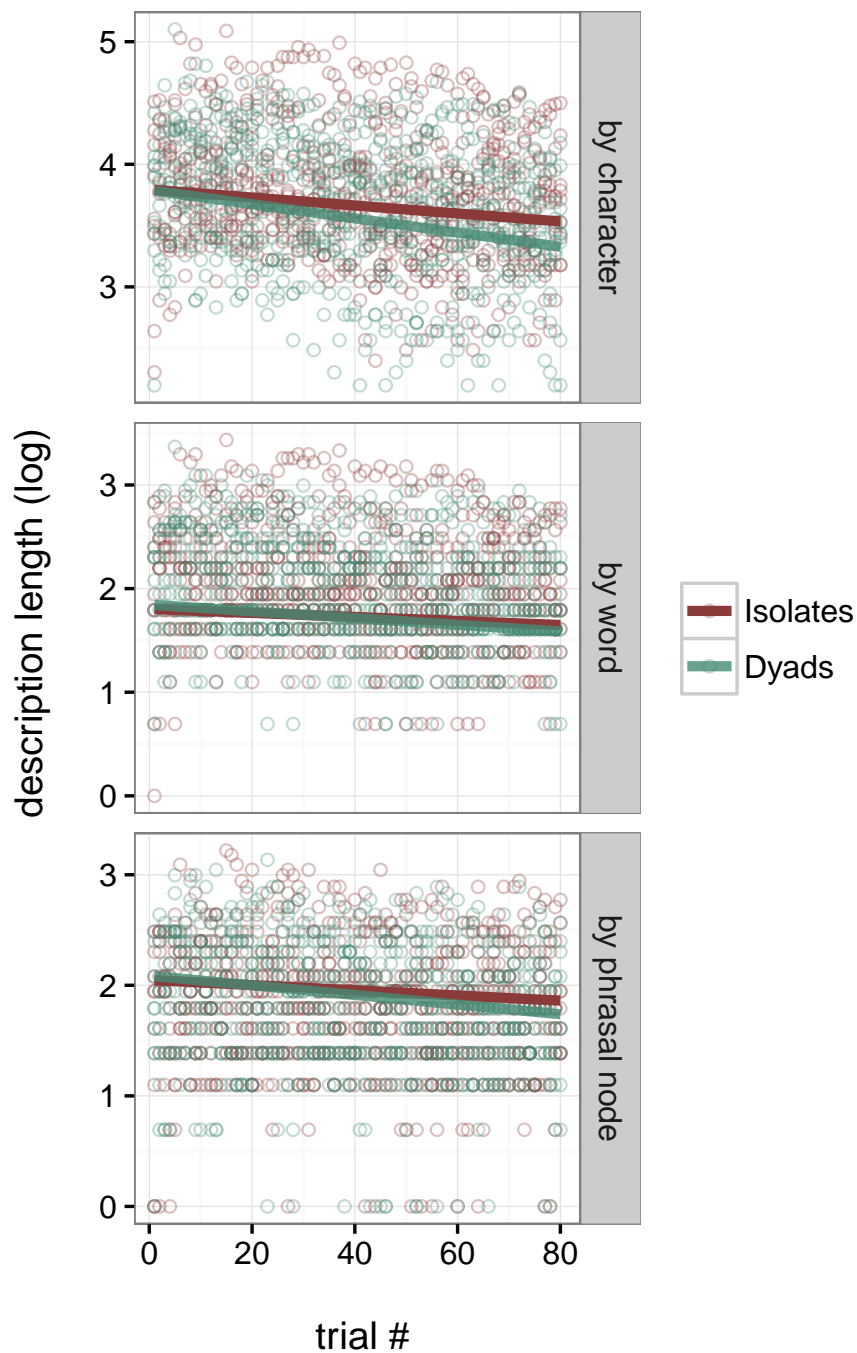 description length (log)
5
4
3
by character
3
2
1
0
by word
3
2
1
0
by phrasal node
0 20 40 60 80
trial #
Isolates
Dyads